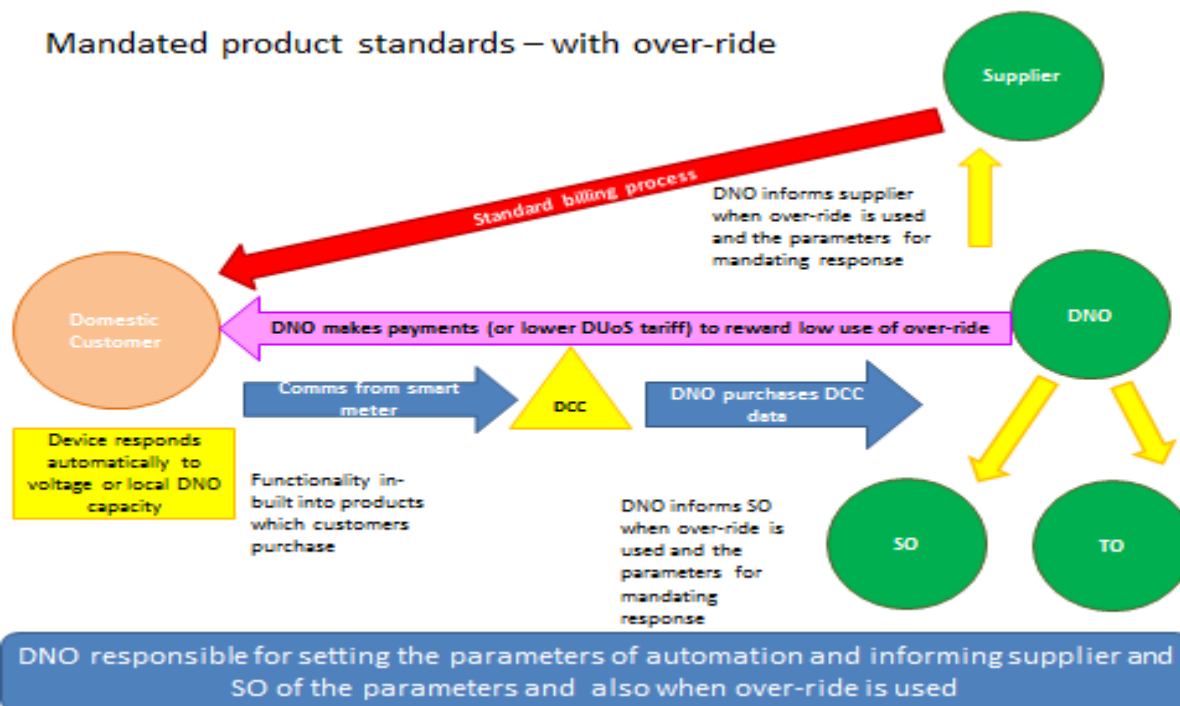 Mandated product standards – with over-ride
Supplier
Standard billing process
DNO informs supplier
when over-ride is used
and the parameters for
mandating response
Domestic
Customer
DNO makes payments (or lower DUoS tariff) to reward low use of over-ride
DNO
Comms from smart
meter
DCC
DNO purchases DCC
data
Device responds
automatically to
voltage or local DNO
capacity
Functionality in-
built into products
which customers
purchase
DNO informs SO
when over-ride is
used and the
parameters for
mandating
response
SO
TO
DNO responsible for setting the parameters of automation and informing supplier and
SO of the parameters and also when over-ride is used